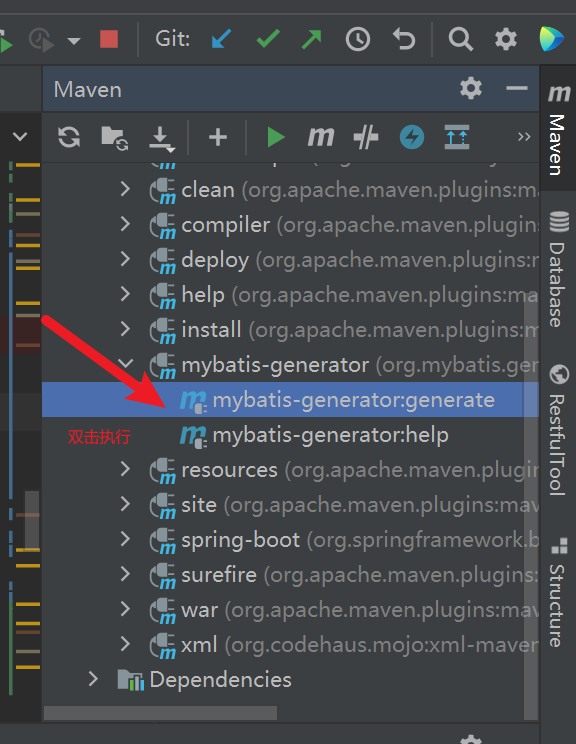 Git:
Maven
clean (org.apache.maven.plugins:ma
compiler (org.apache.maven.plugins
deploy (org.apache.maven.plugins:m
help (org.apache.maven.plugins:ma
install (org.apache.maven.plugins:m
mybatis-generator (org.mybatis.gen
mybatis-generator:generate
双击执行
mybatis-generator:help
resources (org.apache.maven.plugin
site (org.apache.maven.plugins:mav
spring-boot (org.springframework.b
surefire (org.apache.maven.plugins:
war (org.apache.maven.plugins:mav
xml (org.codehaus.mojo:xml-maven
Dependencies
Maven
Database
RestfulTool
Structure